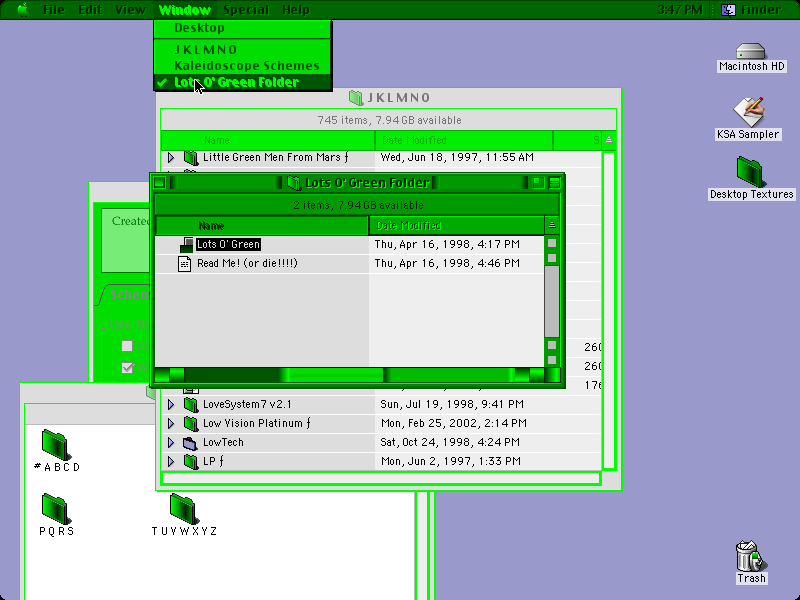 File Edit View Window Special Help 3:47 PM Finder
Desktop
J K L M N O
Kaleidoscope Schemes
✓ Lots O' Green Folder
Macintosh HD
KSA Sampler
Desktop Textures
Trash
J K L M N O
745 items, 7.94 GB available
Name Date Modified S
Little Green Men From Mars ƒ Wed, Jun 18, 1997, 11:55 AM
Lots O' Green Folder
2 items, 7.94 GB available
Name Date Modified
Lots O' Green Thu, Apr 16, 1998, 4:17 PM
Read Me! (or die!!!!) Thu, Apr 16, 1998, 4:46 PM
Created
Schem
260
260
176
LoveSystem7 v2.1 Sun, Jul 19, 1998, 9:41 PM
Low Vision Platinum ƒ Mon, Feb 25, 2002, 2:14 PM
LowTech Sat, Oct 24, 1998, 4:24 PM
LP ƒ Mon, Jun 2, 1997, 1:33 PM
# A B C D
P Q R S
T U V W X Y Z